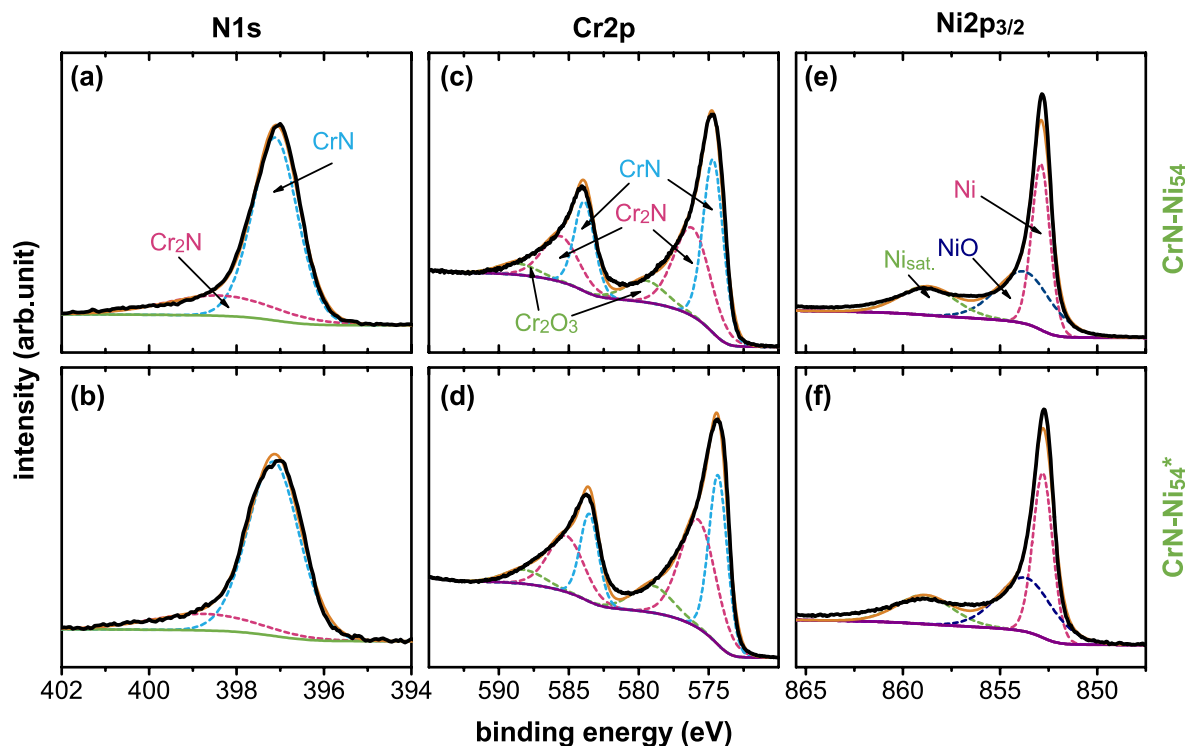 N1s
Cr2p
Ni2p3/2
(a)
CrN
Cr2N
(c)
CrN
Cr2N
Cr2O3
(e)
Ni
NiO
Nisat.
CrN-Ni54
(b)
(d)
(f)
CrN-Ni54*
intensity (arb.unit)
402 400 398 396 394
590 585 580 575
865 860 855 850
binding energy (eV)